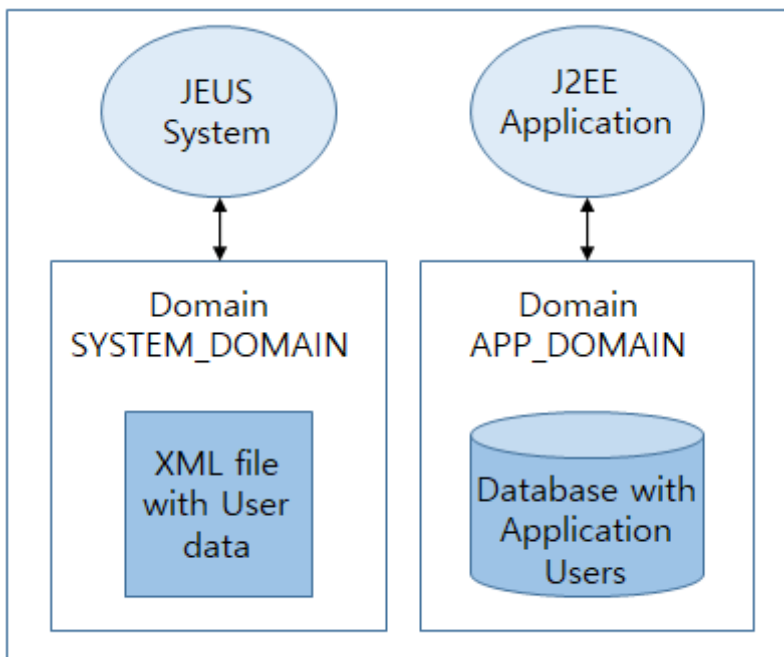 JEUS
System
J2EE
Application
Domain
SYSTEM_DOMAIN
XML file
with User
data
Domain
APP_DOMAIN
Database with
Application
Users